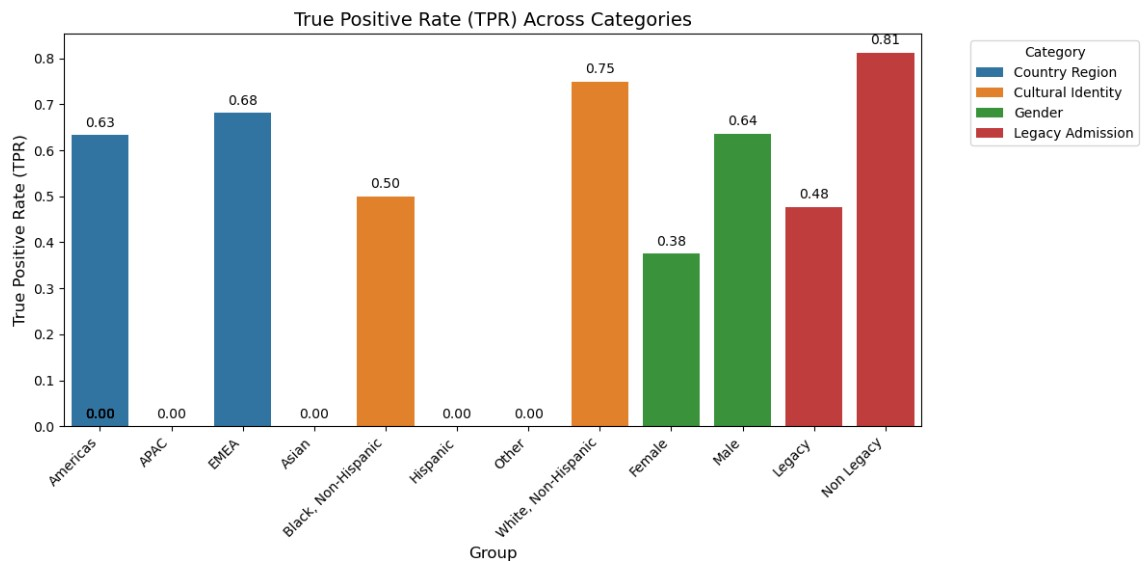 True Positive Rate (TPR) Across Categories
True Positive Rate (TPR)
0.8
0.7
0.6
0.5
0.4
0.3
0.2
0.1
0.0
0.63
0.00
0.00
0.68
0.00
0.50
0.00
0.00
0.75
0.38
0.64
0.48
0.81
Americas
APAC
EMEA
Asian
Black, Non-Hispanic
Hispanic
Other
White, Non-Hispanic
Female
Male
Legacy
Non Legacy
Group
Category
Country Region
Cultural Identity
Gender
Legacy Admission